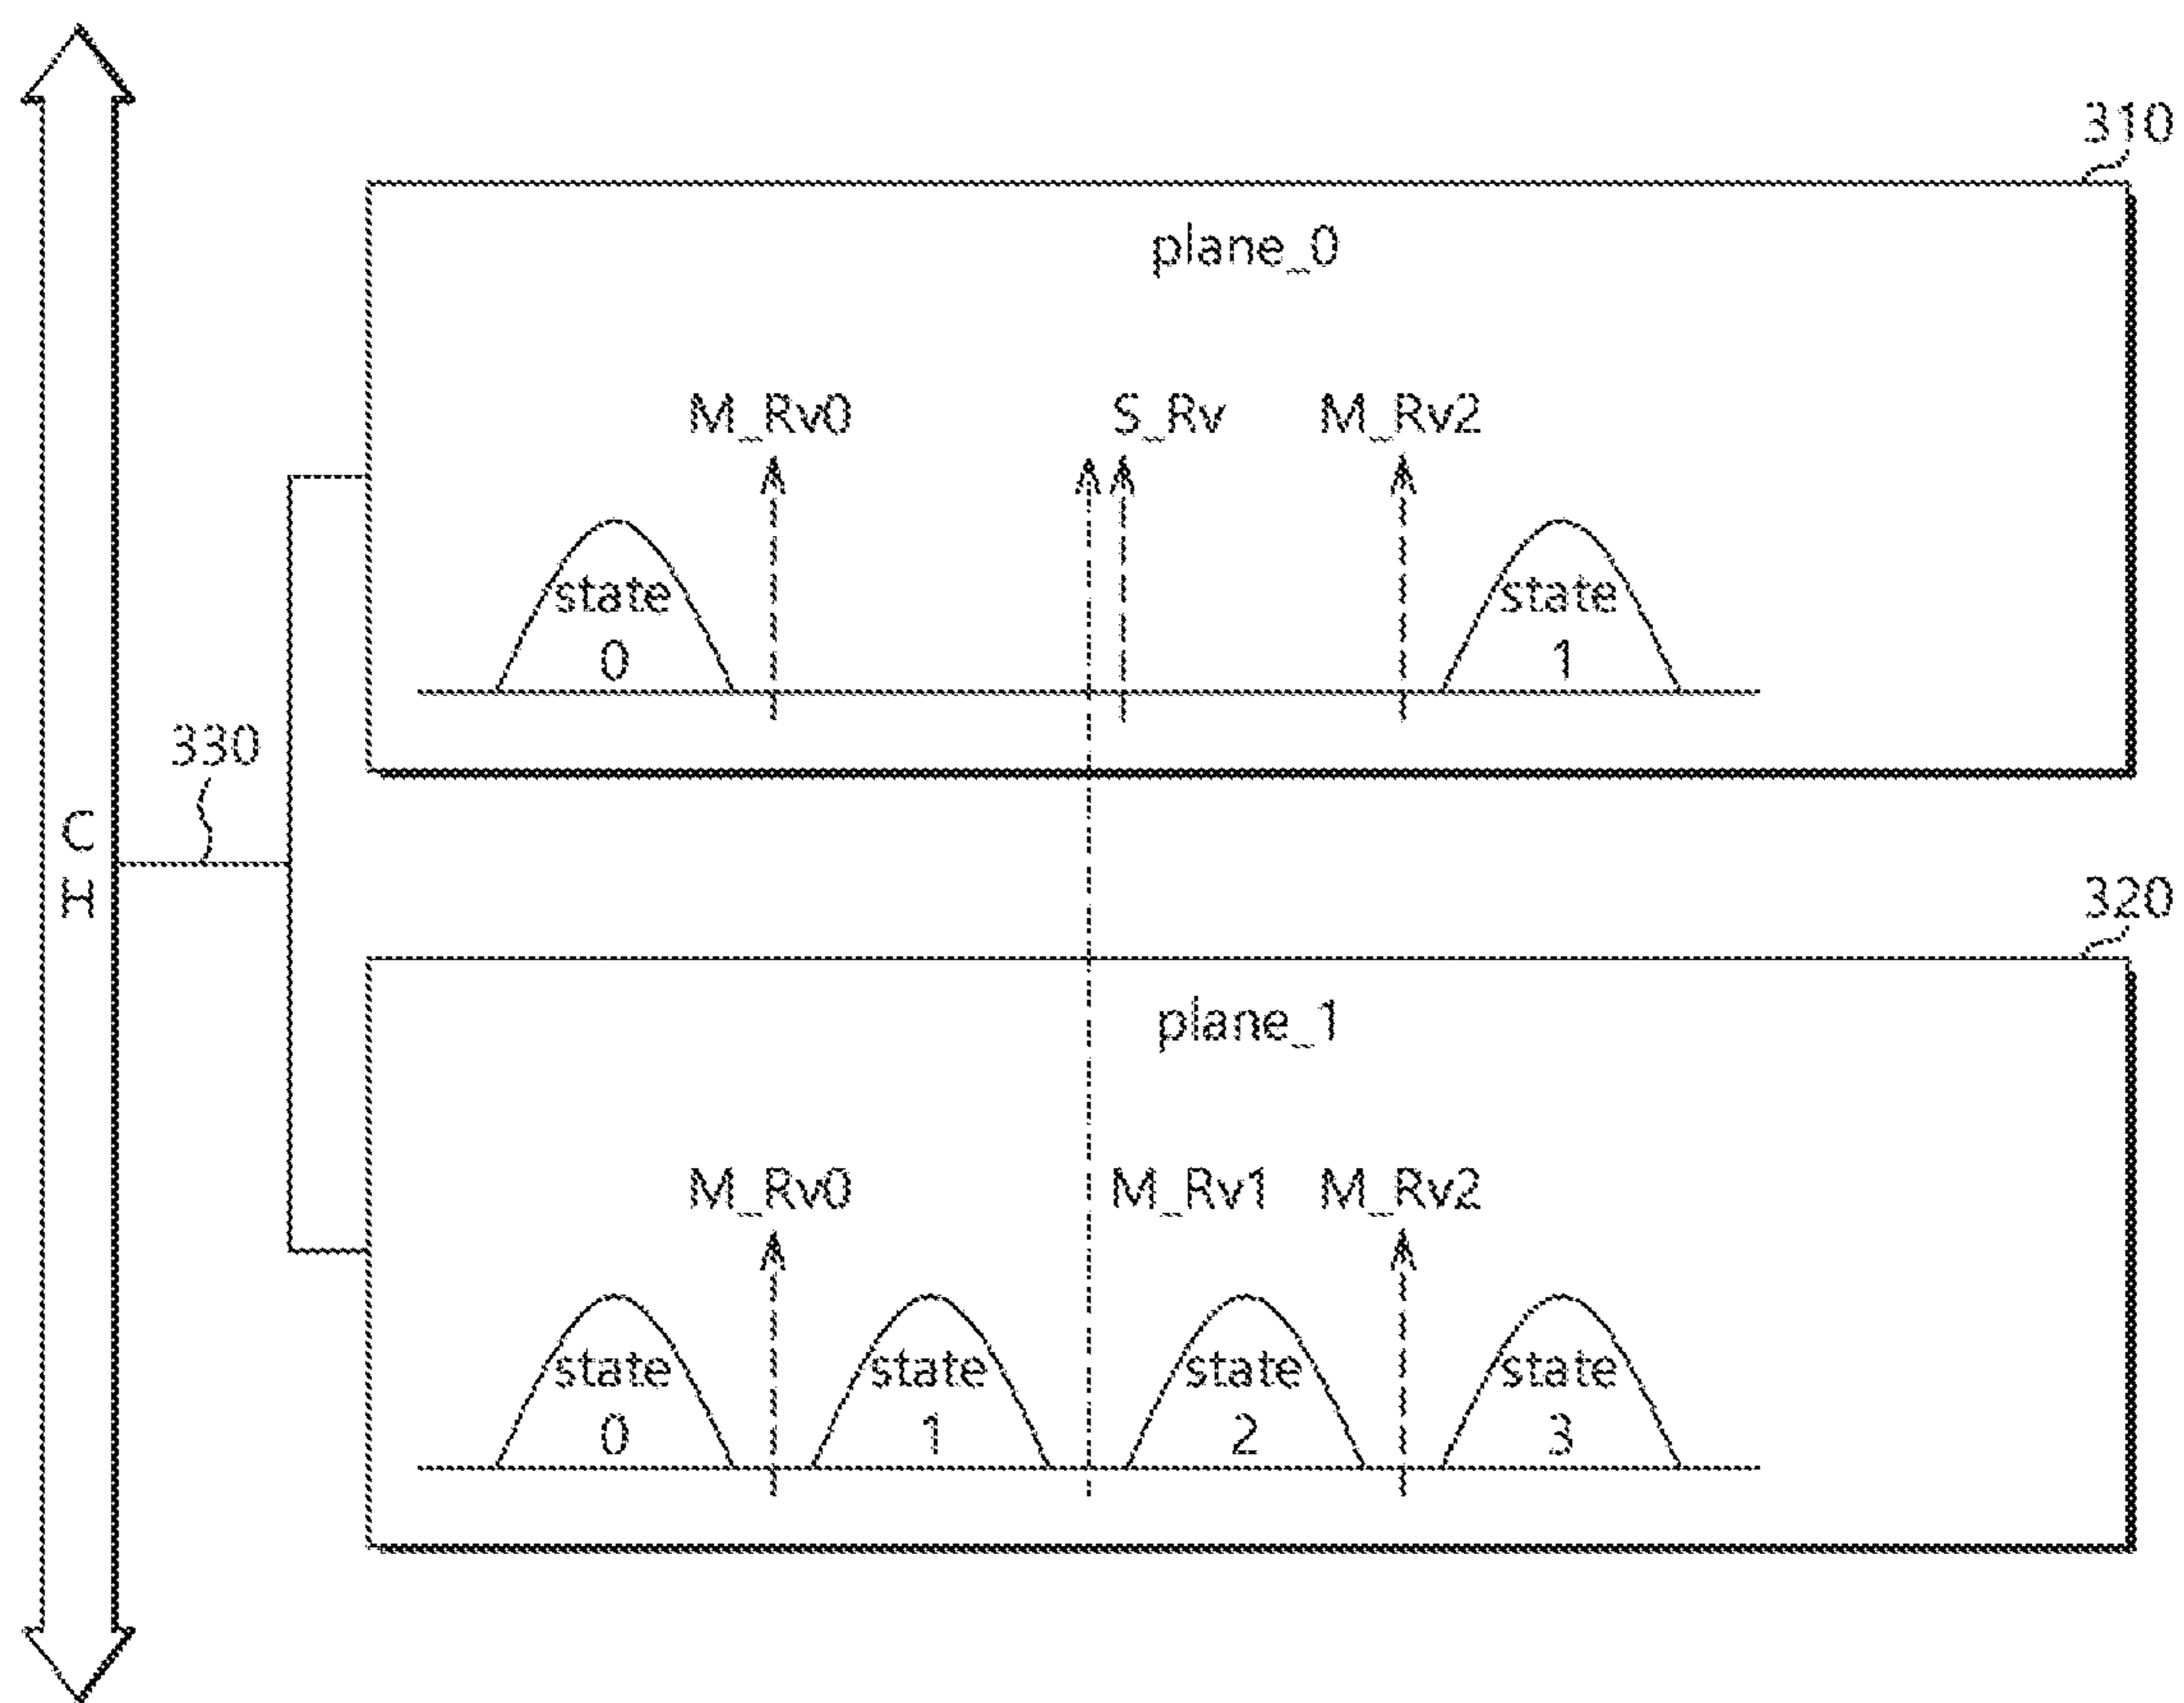 310
plane_0
M_Rv0 S_Rv M_Rv2
state
0
state
1
330
CH
320
plane_1
M_Rv0 M_Rv1 M_Rv2
state
0
state
1
state
2
state
3